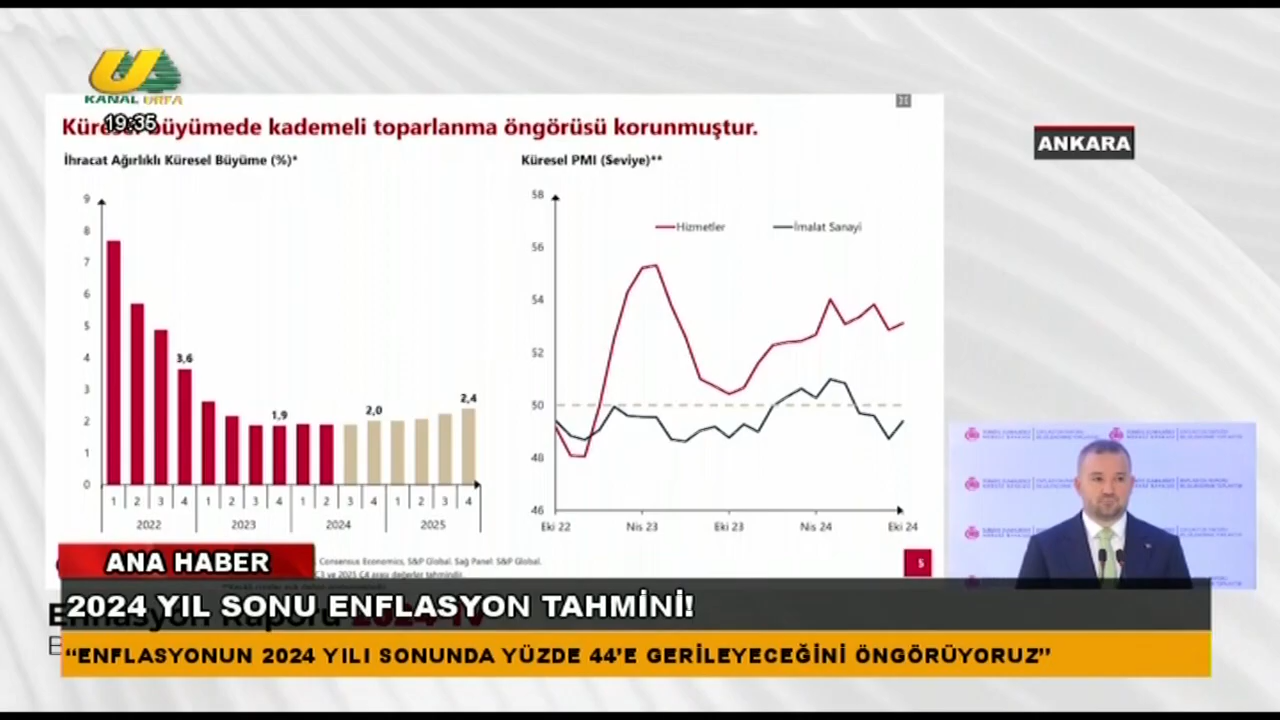 KANAL URFA
19:35
Küresel büyümede kademeli toparlanma öngörüsü korunmuştur.
ANKARA
İhracat Ağırlıklı Küresel Büyüme (%)*
Küresel PMI (Seviye)**
9
8
7
6
5
4
3
2
1
0
3,6
1,9
2,0
2,4
1 2 3 4 1 2 3 4 1 2 3 4 1 2 3 4
2022 2023 2024 2025
58
56
54
52
50
48
46
Hizmetler
İmalat Sanayi
Eki 22 Nis 23 Eki 23 Nis 24 Eki 24
Consensus Economics, S&P Global. Sağ Panel: S&P Global.
5
ANA HABER
2024 YIL SONU ENFLASYON TAHMİNİ!
“ENFLASYONUN 2024 YILI SONUNDA YÜZDE 44’E GERİLEYECEĞİNİ ÖNGÖRÜYORUZ”